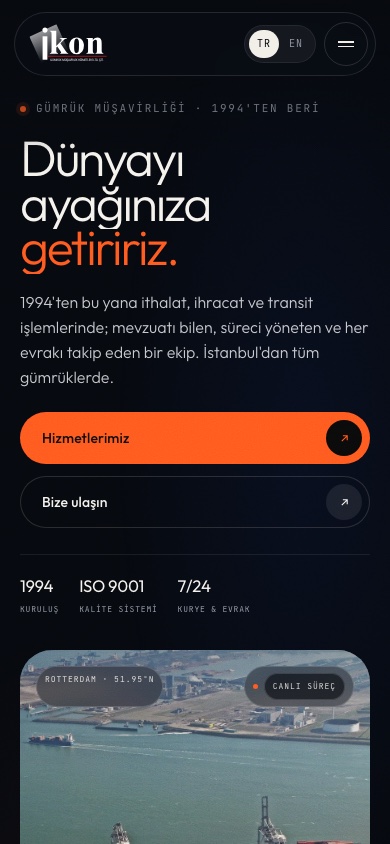 ikon
TR EN
GÜMRÜK MÜŞAVİRLİĞİ · 1994'TEN BERİ
Dünyayı
ayağınıza
getiririz.
1994'ten bu yana ithalat, ihracat ve transit
işlemlerinde; mevzuatı bilen, süreci yöneten ve her
evrakı takip eden bir ekip. İstanbul'dan tüm
gümrüklerde.
Hizmetlerimiz
Bize ulaşın
1994 ISO 9001 7/24
KURULUŞ KALİTE SİSTEMİ KURYE & EVRAK
ROTTERDAM · 51.95°N CANLI SÜREÇ